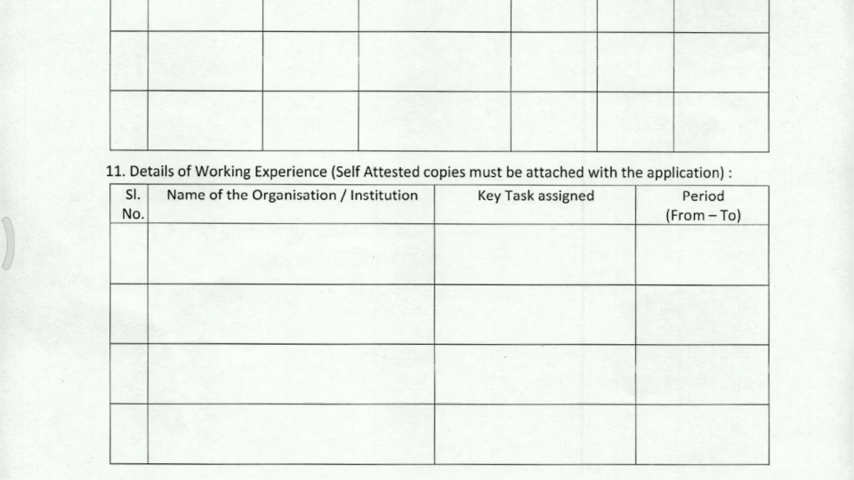 11. Details of Working Experience (Self Attested copies must be attached with the application) :
Sl. No.
Name of the Organisation / Institution
Key Task assigned
Period
(From – To)